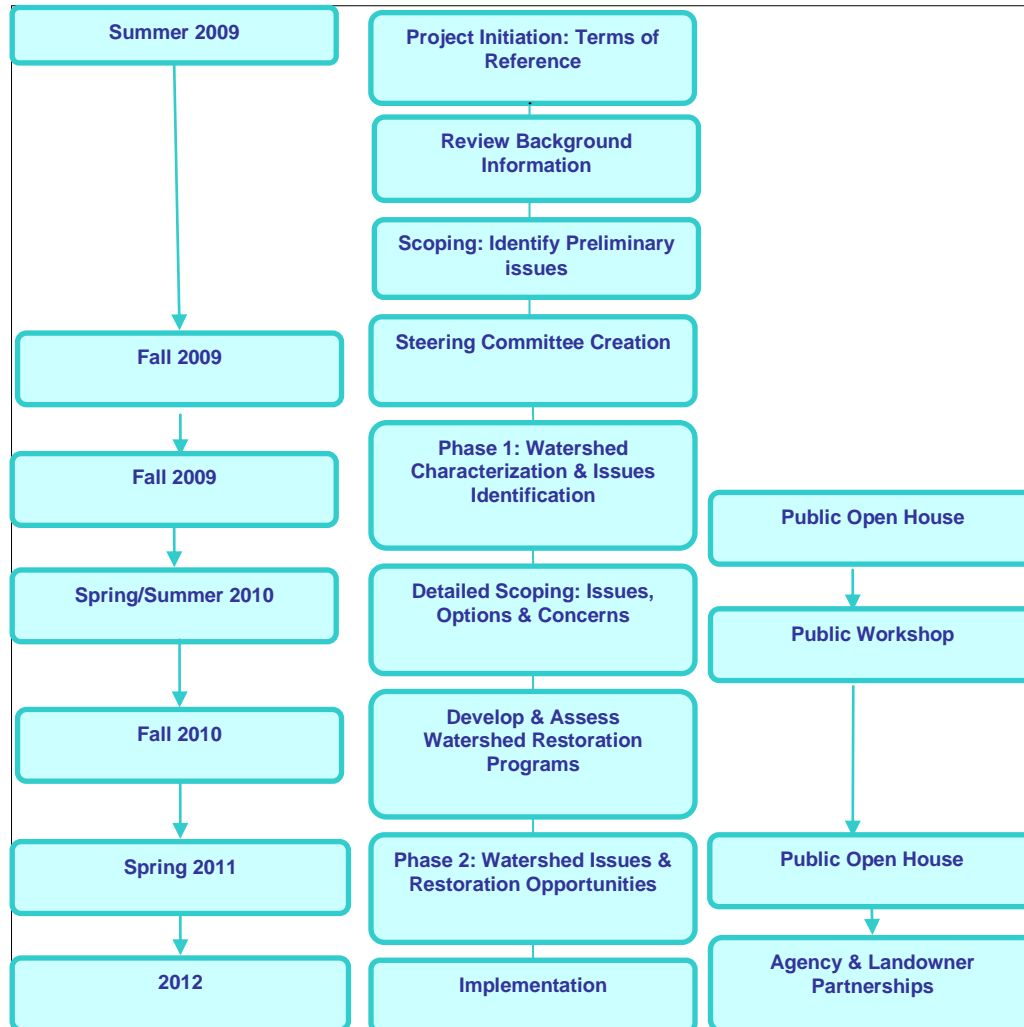 Summer 2009
Project Initiation: Terms of
Reference
Review Background
Information
Scoping: Identify Preliminary
issues
Fall 2009
Steering Committee Creation
Fall 2009
Phase 1: Watershed
Characterization & Issues
Identification
Public Open House
Spring/Summer 2010
Detailed Scoping: Issues,
Options & Concerns
Public Workshop
Fall 2010
Develop & Assess
Watershed Restoration
Programs
Spring 2011
Phase 2: Watershed Issues &
Restoration Opportunities
Public Open House
2012
Implementation
Agency & Landowner
Partnerships